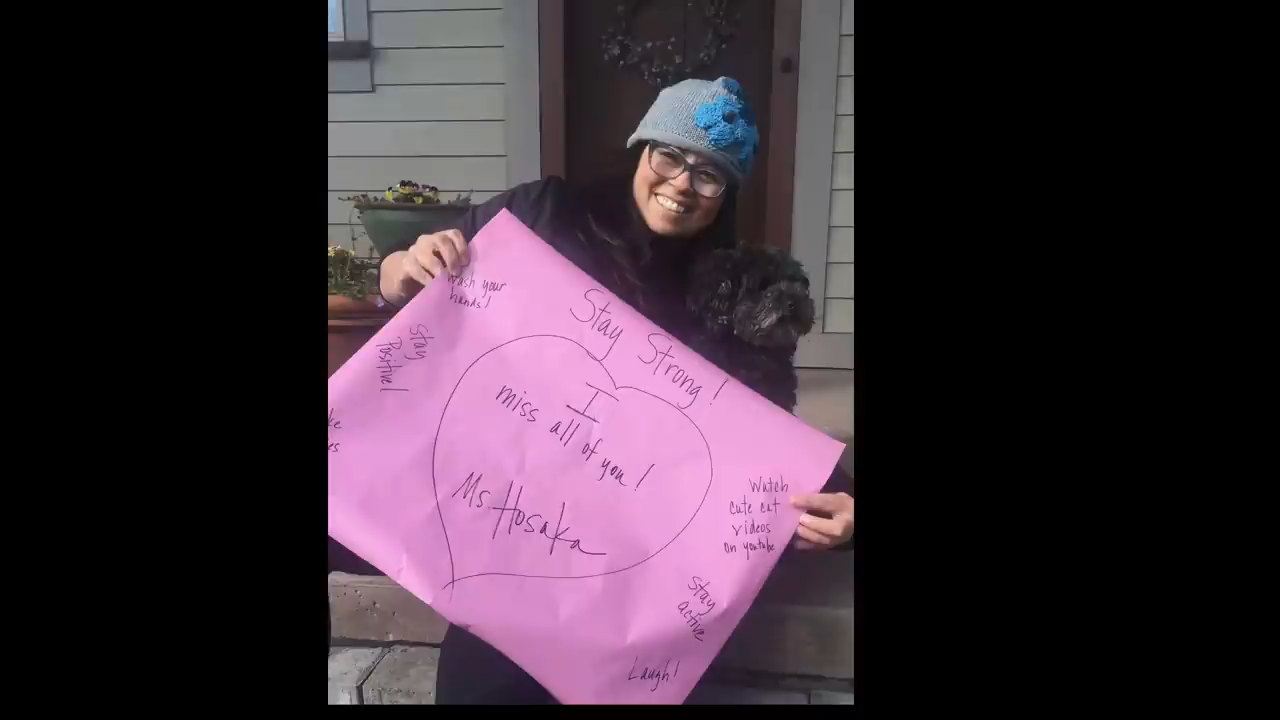 Stay Strong!
wash your
hands!
Stay
Positive!
I
miss all of you!
Ms. Hosaka
Watch
cute cat
videos
on youtube
Stay
active
Laugh!